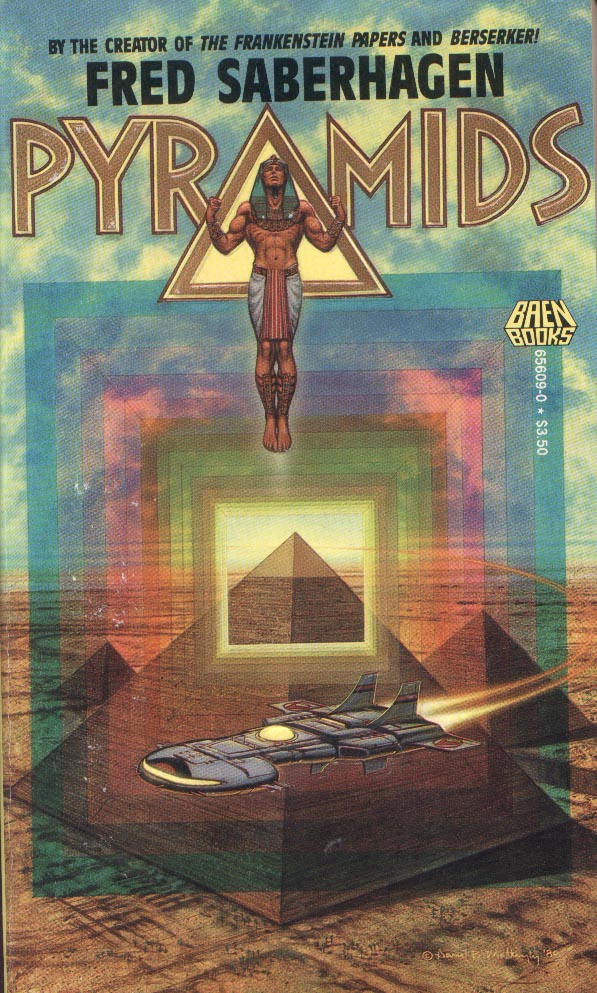 BY THE CREATOR OF THE FRANKENSTEIN PAPERS AND BERSERKER!
FRED SABERHAGEN
PYRAMIDS
BAEN
BOOKS
65609-0 * $3.50